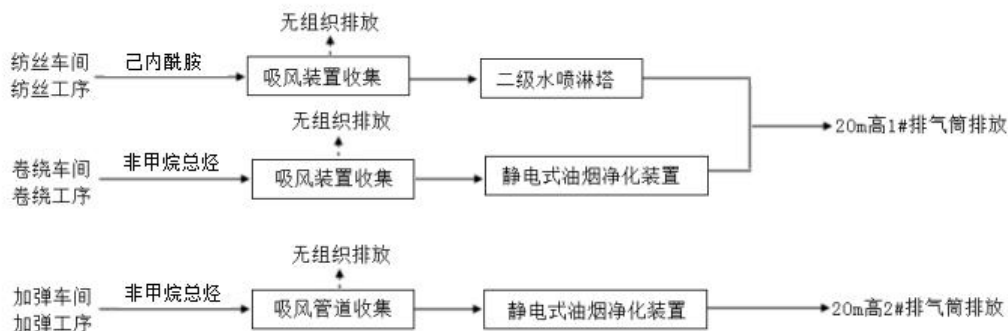 无组织排放
纺丝车间
纺丝工序
己内酰胺
吸风装置收集
二级水喷淋塔
无组织排放
20m高1#排气筒排放
卷绕车间
卷绕工序
非甲烷总烃
吸风装置收集
静电式油烟净化装置
无组织排放
加弹车间
加弹工序
非甲烷总烃
吸风管道收集
静电式油烟净化装置
20m高2#排气筒排放